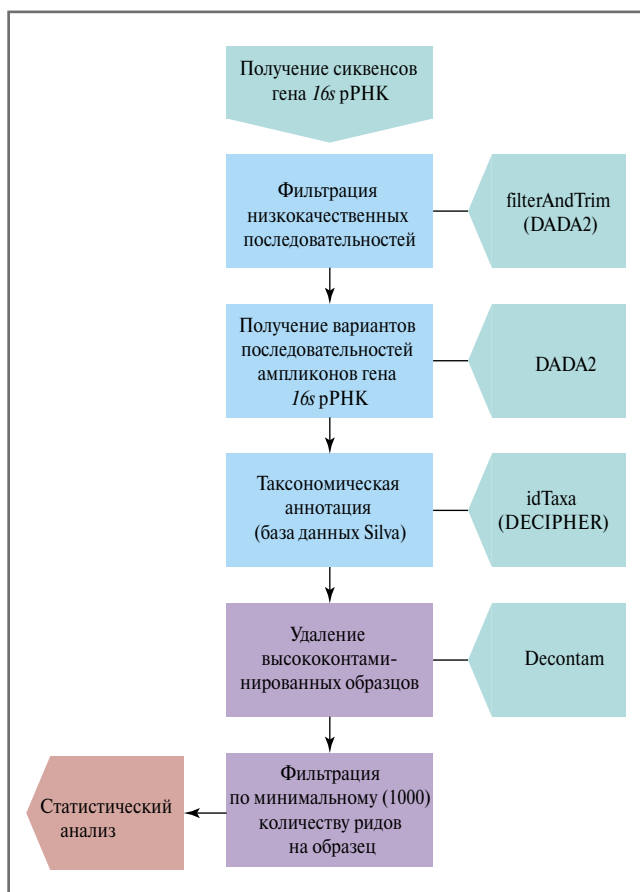 Получение сиквенсов
гена 16s рРНК
Фильтрация
низкокачественных
последовательностей
filterAndTrim
(DADA2)
Получение вариантов
последовательностей
ампликонов гена
16s рРНК
DADA2
Таксономическая
аннотация
(база данных Silva)
idTaxa
(DECIPHER)
Удаление
высококонтами-
нированных образцов
Decontam
Фильтрация
по минимальному (1000)
количеству ридов
на образец
Статистический
анализ